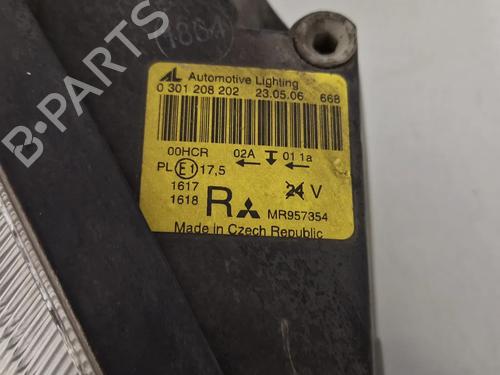 1884
AL Automotive Lighting
0 301 208 202 23.05.06 668
00HCR 02A 01 1a
PL E1 17,5
1617
1618
24 V
R MR957354
Made in Czech Republic
B-PARTS